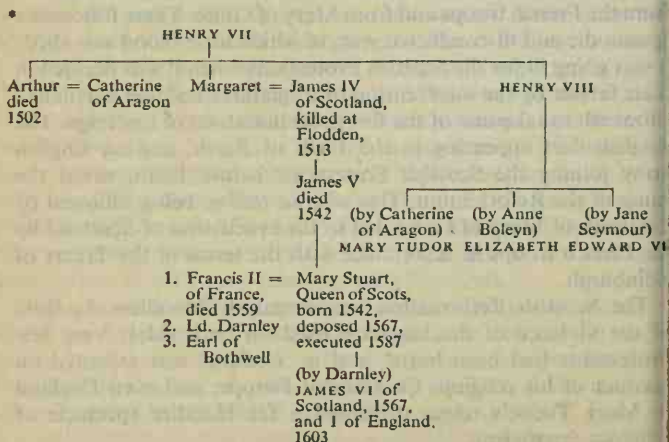 *
HENRY VII
Arthur = Catherine Margaret = James IV HENRY VIII
died of Aragon of Scotland,
1502 killed at
Flodden,
1513
James V
died
1542 (by Catherine (by Anne (by Jane
of Aragon) Boleyn) Seymour)
MARY TUDOR ELIZABETH EDWARD VI
1. Francis II = Mary Stuart,
of France, Queen of Scots,
died 1559 born 1542,
2. Ld. Darnley deposed 1567,
3. Earl of executed 1587
Bothwell
(by Darnley)
JAMES VI of
Scotland, 1567,
and I of England,
1603